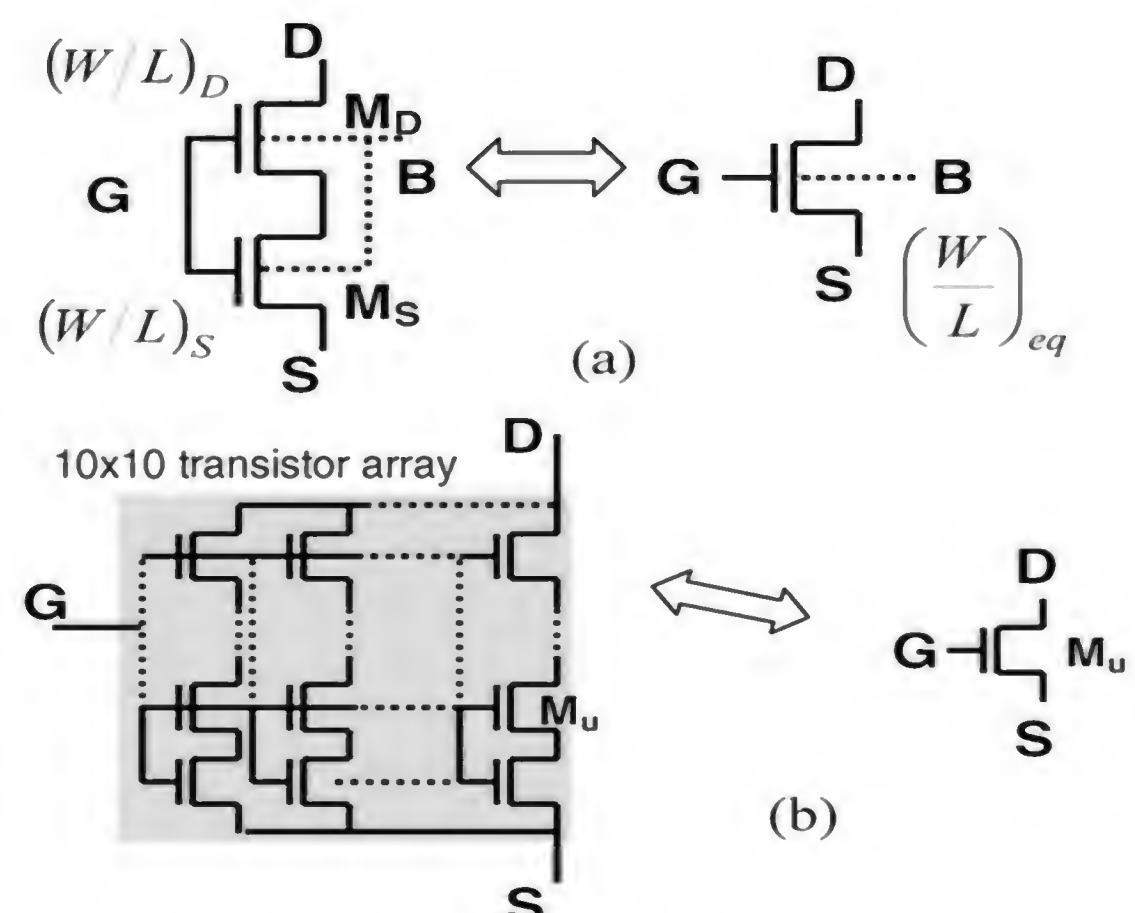 (W/L)_D
D
M_D
G
B
(W/L)_S
M_S
S
D
G
B
S
(W/L)_eq
(a)
10x10 transistor array
D
G
M_u
S
D
G
M_u
S
(b)